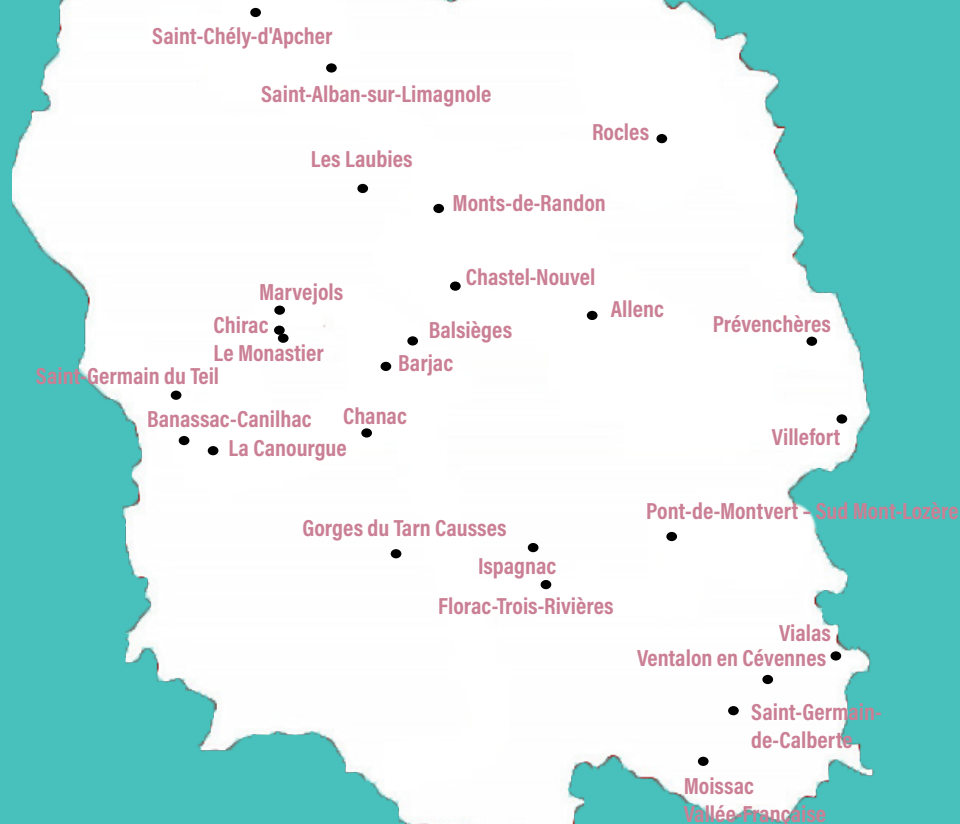 Saint-Chély-d'Apcher
Saint-Alban-sur-Limagnole
Rocles
Les Laubies
Monts-de-Randon
Chastel-Nouvel
Marvejols
Allenc
Chirac
Prévenchères
Balsièges
Le Monastier
Barjac
Saint-Germain du Teil
Banassac-Canilhac
Chanac
Villefort
La Canourgue
Pont-de-Montvert – Sud Mont-Lozère
Gorges du Tarn Causses
Ispagnac
Florac-Trois-Rivières
Vialas
Ventalon en Cévennes
Saint-Germain-
de-Calberte
Moissac
Vallée-Française